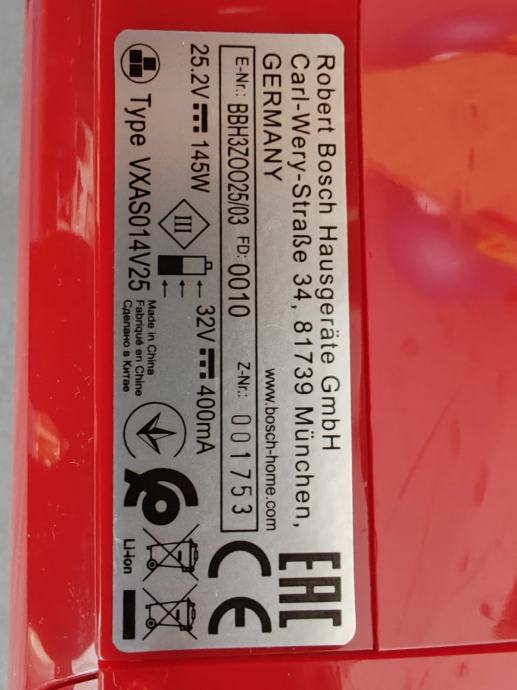 Robert Bosch Hausgeräte GmbH
Carl-Wery-Straße 34, 81739 München,
GERMANY
www.bosch-home.com
E-Nr.: BBH3Z0025/03 FD: 0010 Z-Nr.: 001753
25.2V 145W
32V 400mA
Type VXAS014V25
III
Made in China
Fabriqué en Chine
Сделано в Китае
Li-ion
EAC
CE